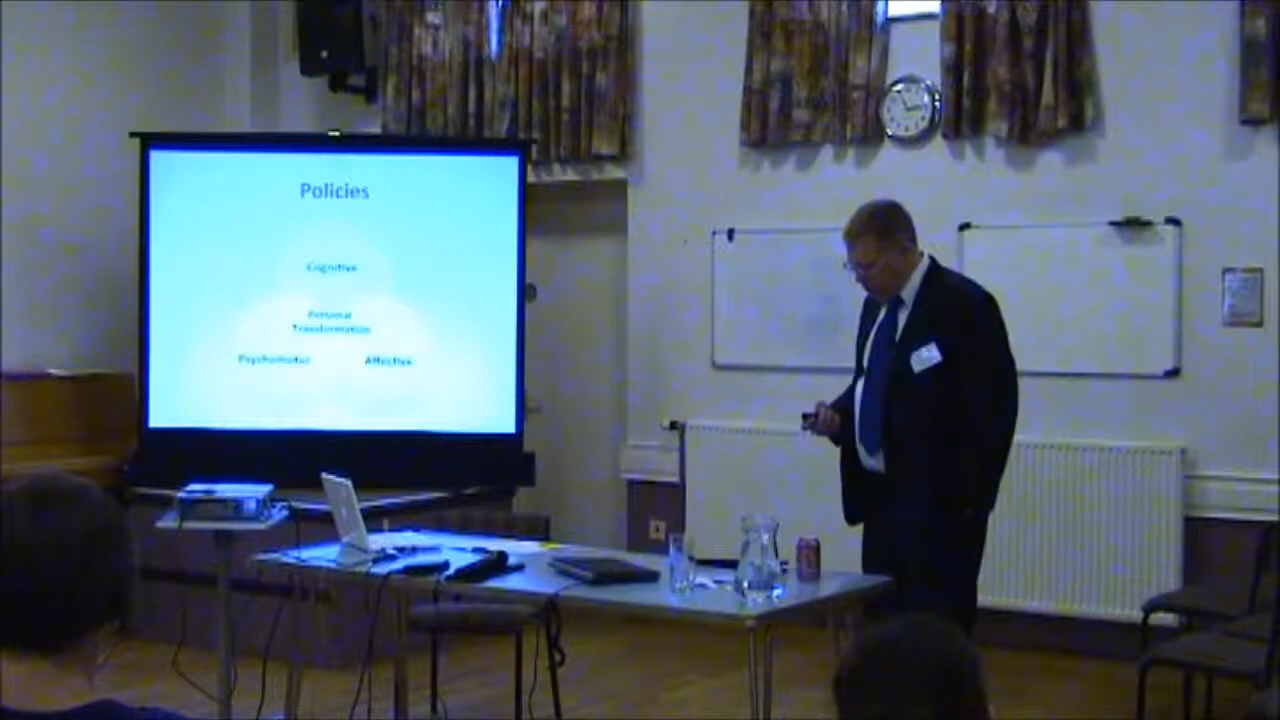 Policies
Cognitive
Personal
Transformation
Psychomotor Affective